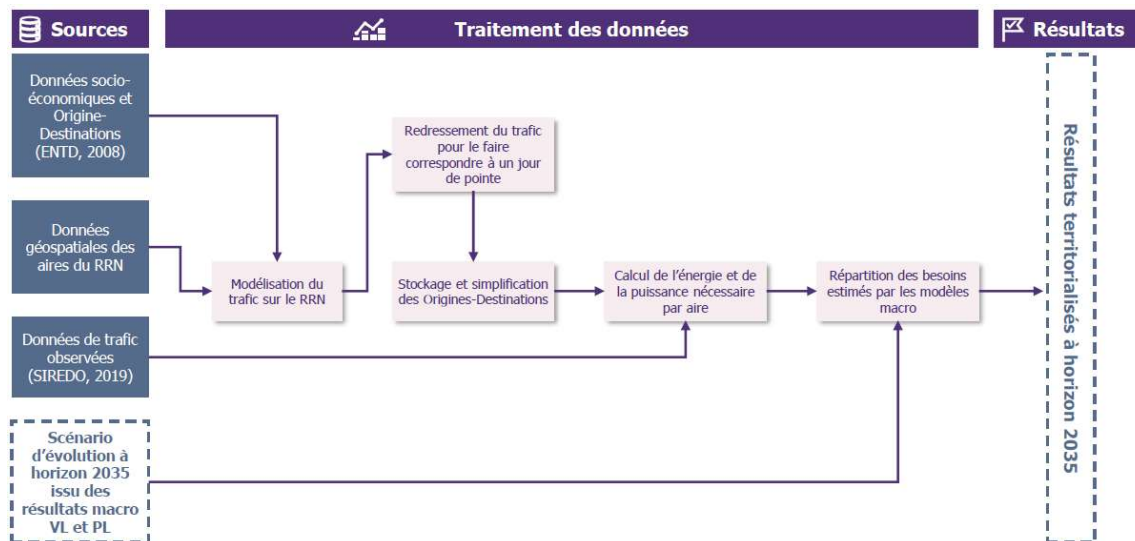 Sources
Traitement des données
Résultats
Données socio-
économiques et
Origine-
Destinations
(ENTD, 2008)
Redressement du trafic
pour le faire
correspondre à un jour
de pointe
Données
géospatiales des
aires du RRN
Modélisation du
trafic sur le RRN
Stockage et simplification
des Origines-Destinations
Calcul de l'énergie et de
la puissance nécessaire
par aire
Répartition des besoins
estimés par les modèles
macro
Données de trafic
observées
(SIREDO, 2019)
Scénario
d'évolution à
horizon 2035
issu des
résultats macro
VL et PL
Résultats territorialisés à horizon 2035